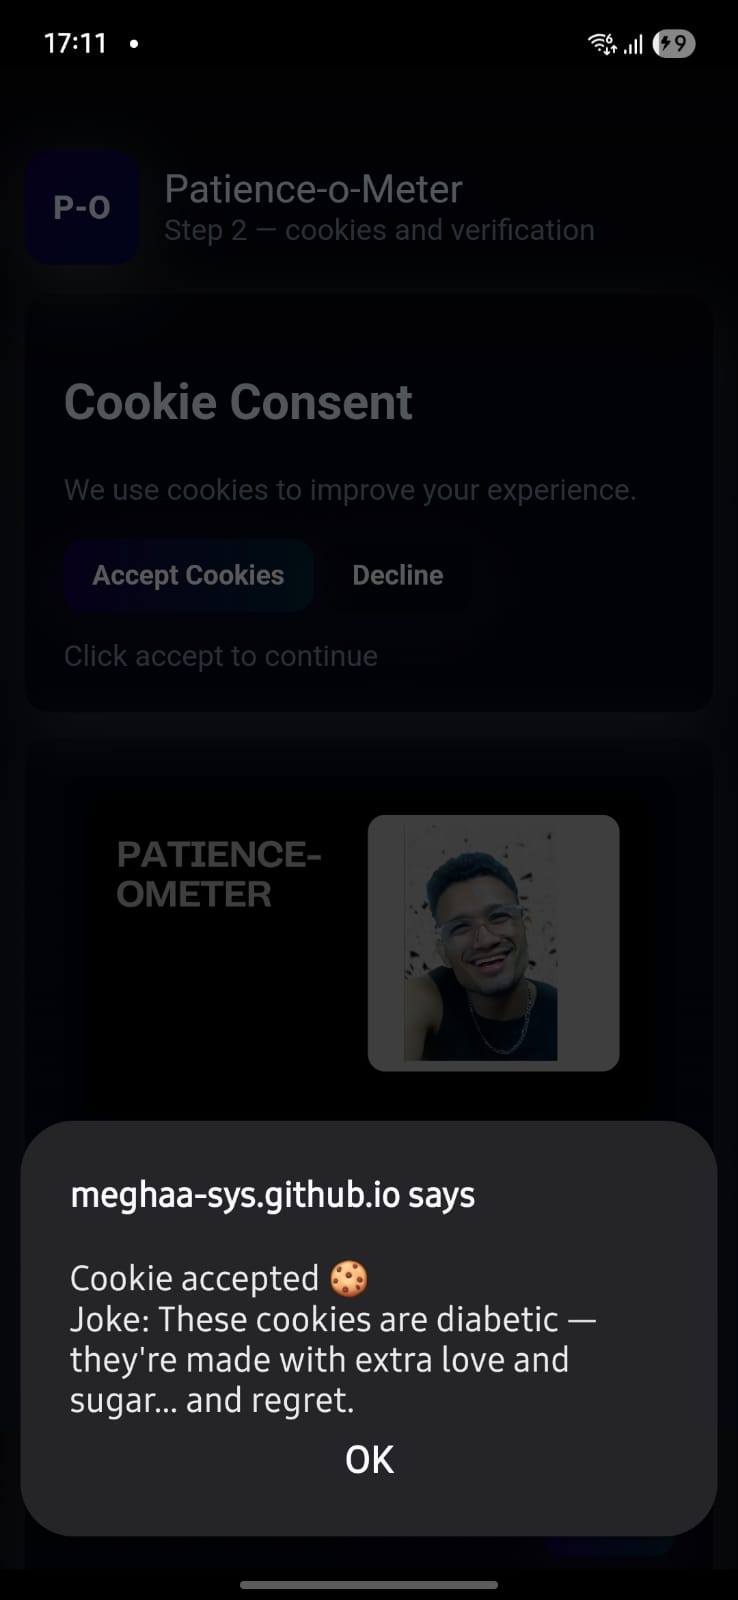 17:11
6
9
P-O
Patience-o-Meter
Step 2 — cookies and verification
Cookie Consent
We use cookies to improve your experience.
Accept Cookies
Decline
Click accept to continue
PATIENCE-
OMETER
meghaa-sys.github.io says
Cookie accepted 🍪
Joke: These cookies are diabetic —
they're made with extra love and
sugar... and regret.
OK